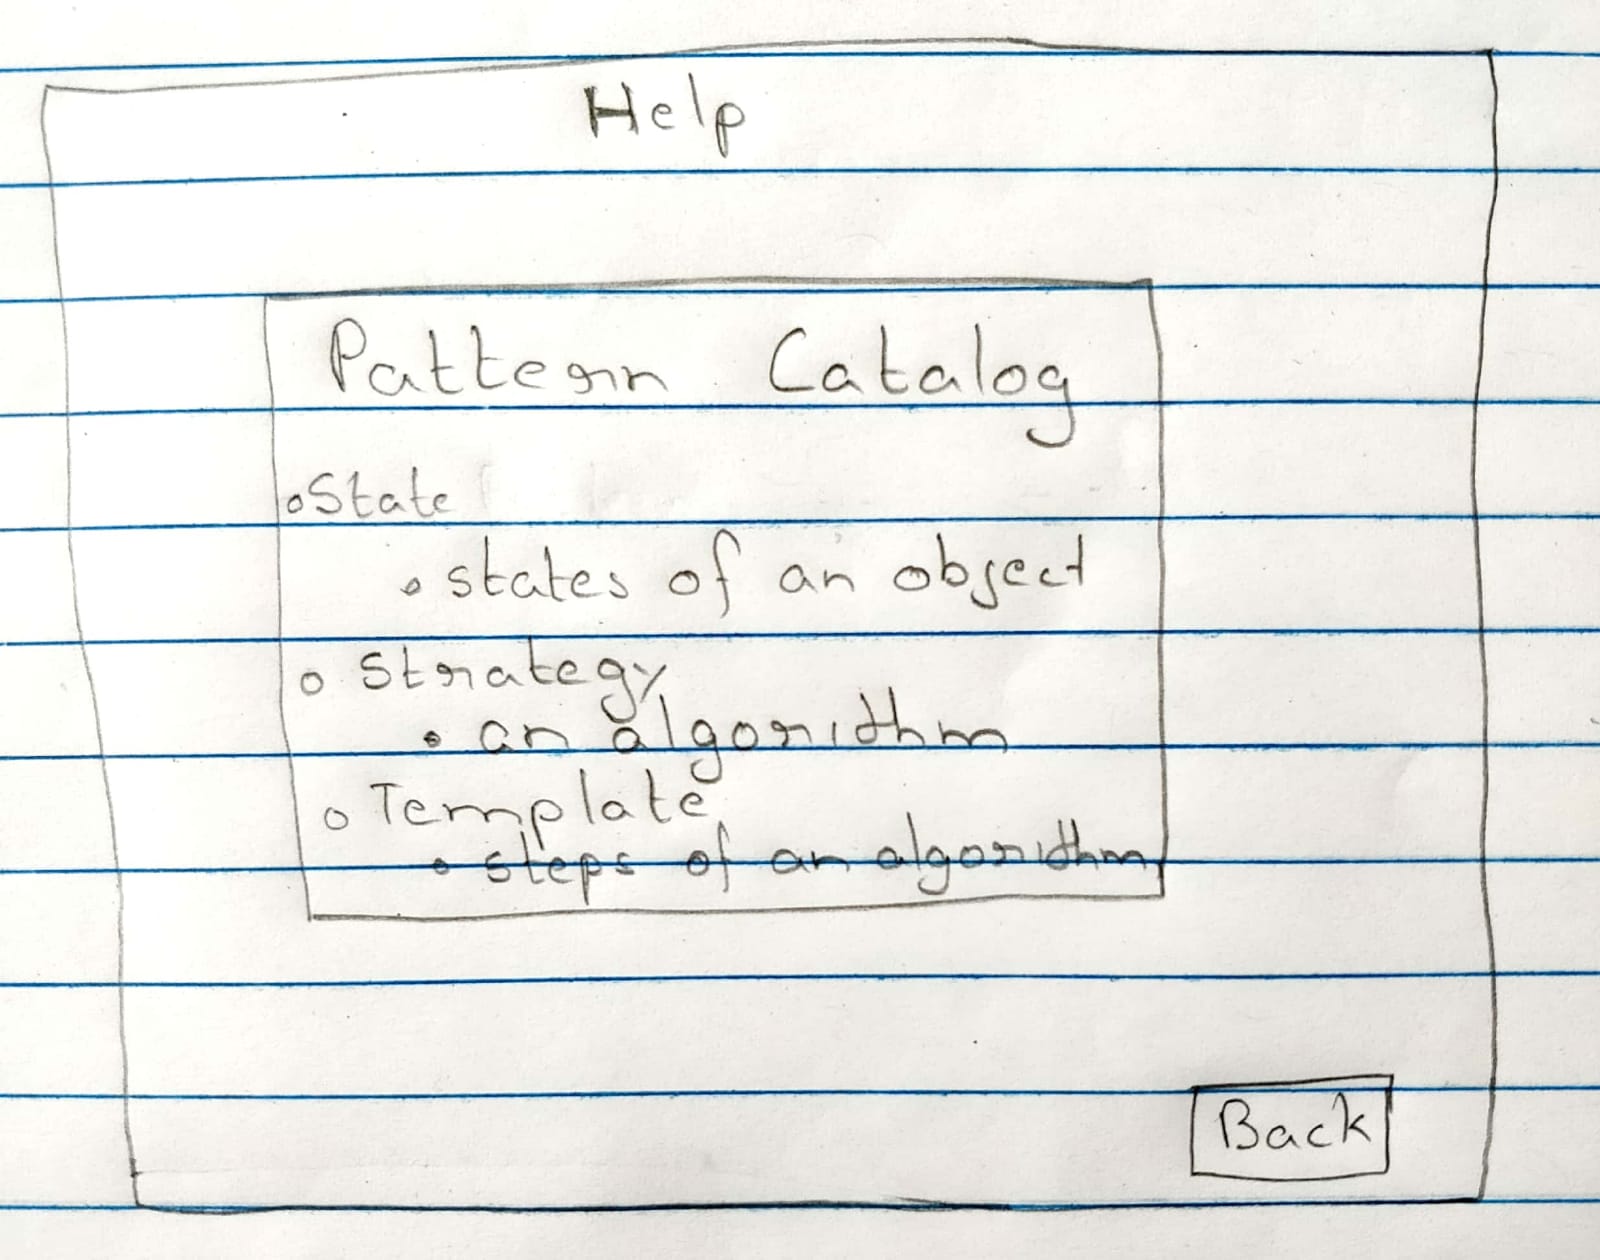 Help
Pattern Catalog
State
states of an object
Strategy
an algorithm
Template
steps of an algorithm
Back